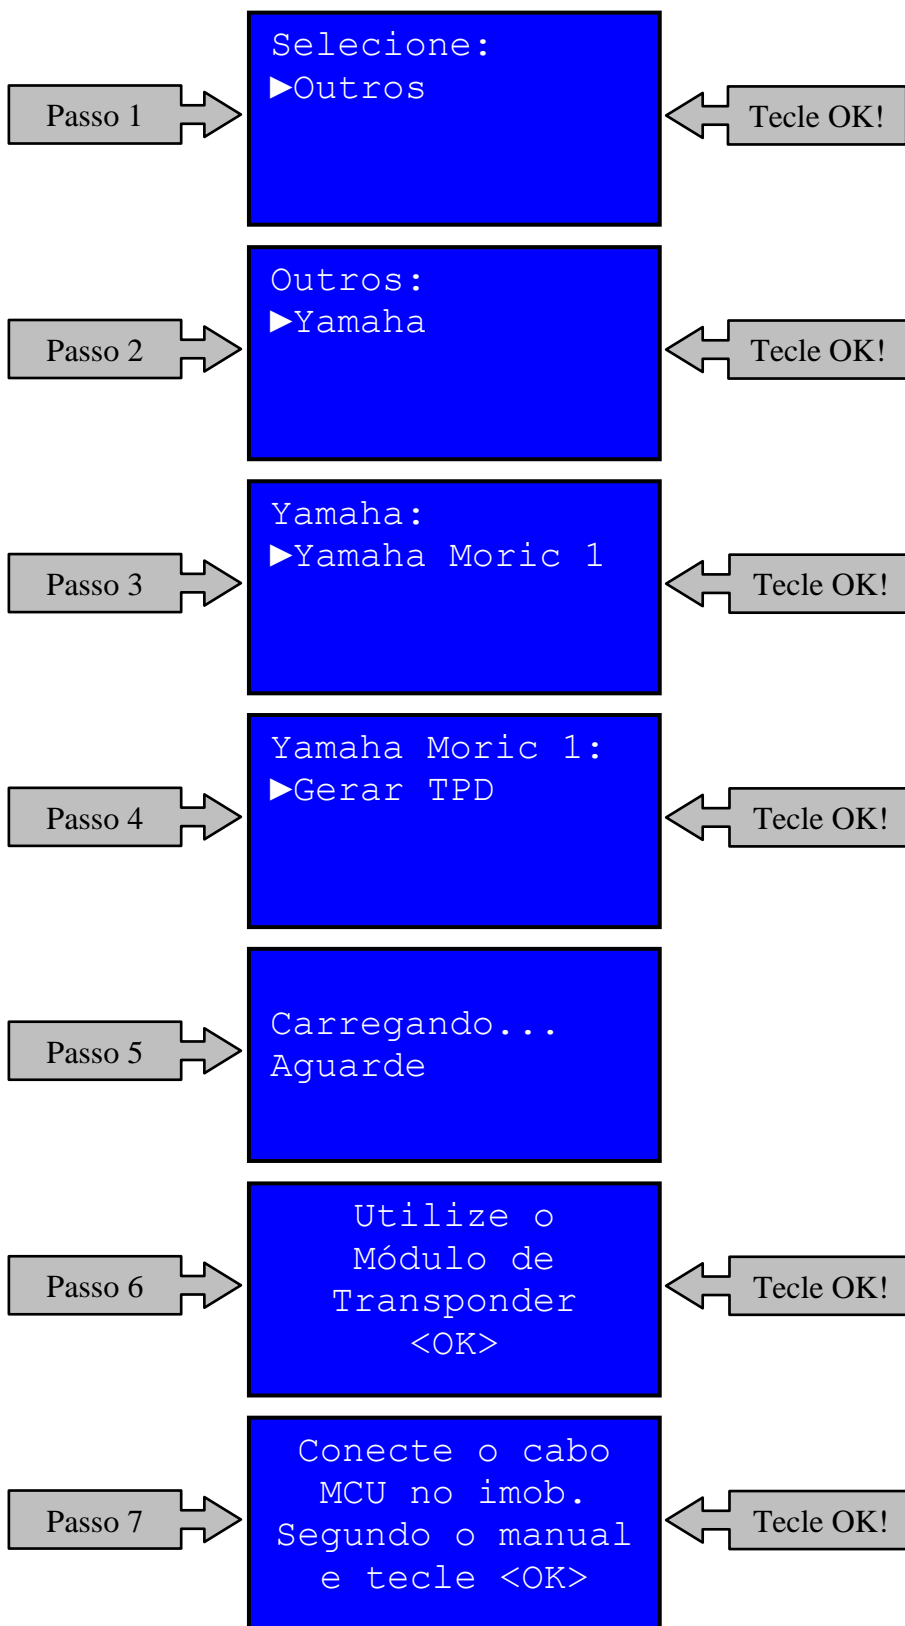 Selecione:
►Outros
Passo 1
Tecle OK!
Outros:
►Yamaha
Passo 2
Tecle OK!
Yamaha:
►Yamaha Moric 1
Passo 3
Tecle OK!
Yamaha Moric 1:
►Gerar TPD
Passo 4
Tecle OK!
Carregando...
Aguarde
Passo 5
Utilize o
Módulo de
Transponder
<OK>
Passo 6
Tecle OK!
Conecte o cabo
MCU no imob.
Segundo o manual
e tecle <OK>
Passo 7
Tecle OK!